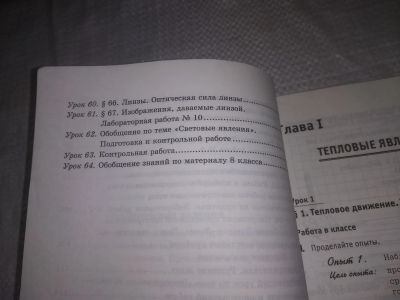 Урок 60. § 66. Линзы. Оптическая сила линзы
Урок 61. § 67. Изображения, даваемые линзой.
Лабораторная работа № 10
Урок 62. Обобщение по теме «Световые явления».
Подготовка к контрольной работе
Урок 63. Контрольная работа
Урок 64. Обобщение знаний по материалу 8 класса
Глава I
ТЕПЛОВЫЕ
Урок 1
§ 1. Тепловое движение.
Работа в классе
Проделайте опыты.
Опыт 1.
Цель опыта: